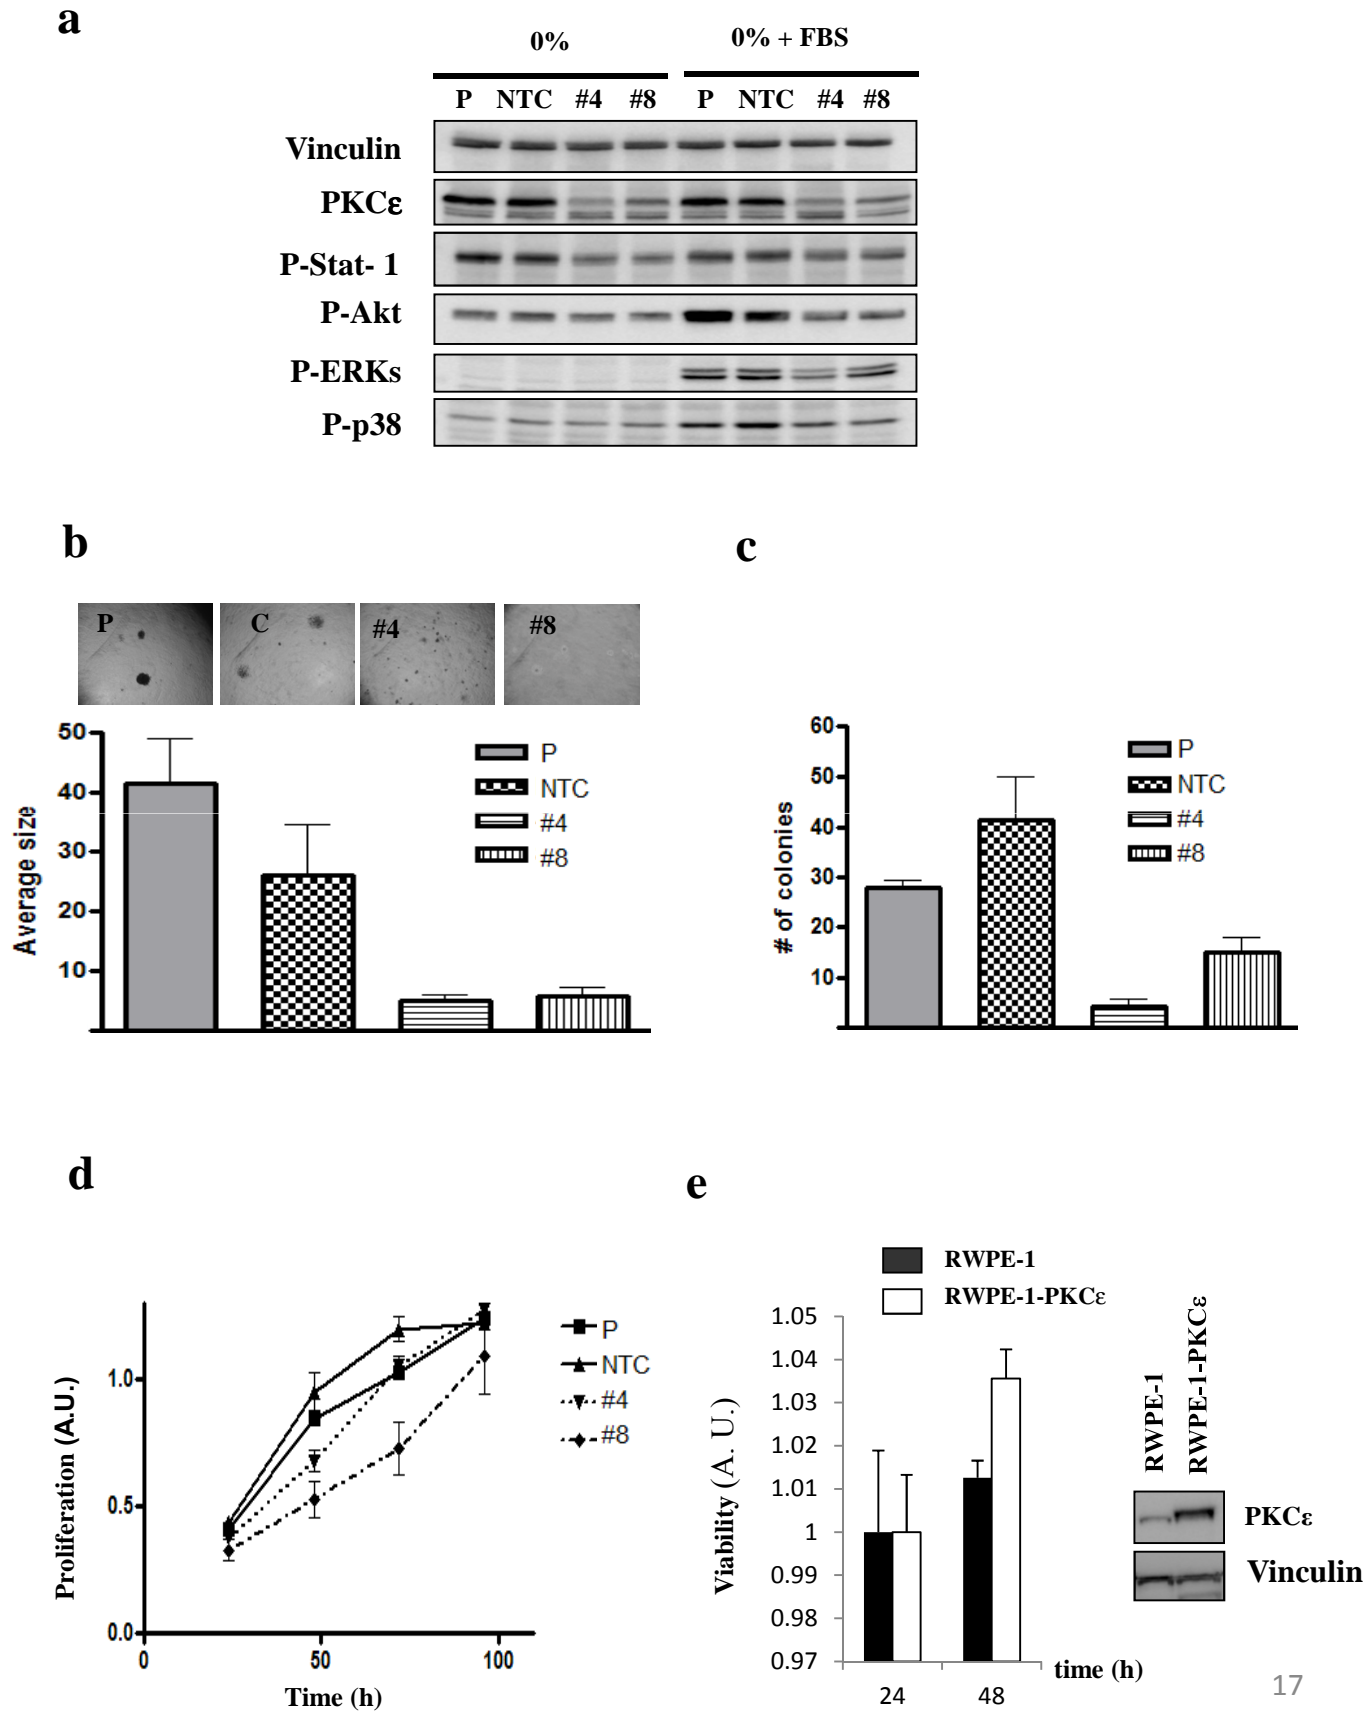 a
0%
0% + FBS
P NTC #4 #8 P NTC #4 #8
Vinculin
PKCε
P-Stat- 1
P-Akt
P-ERKs
P-p38
b
P C #4 #8
50
40
30
20
10
Average size
P
NTC
#4
#8
c
60
50
40
30
20
10
# of colonies
P
NTC
#4
#8
d
1.0
0.5
0.0
0 50 100
Proliferation (A.U.)
Time (h)
P
NTC
#4
#8
e
RWPE-1
RWPE-1-PKCε
1.05
1.04
1.03
1.02
1.01
1
0.99
0.98
0.97
Viability (A. U.)
24 48
time (h)
RWPE-1
RWPE-1-PKCε
PKCε
Vinculin
17